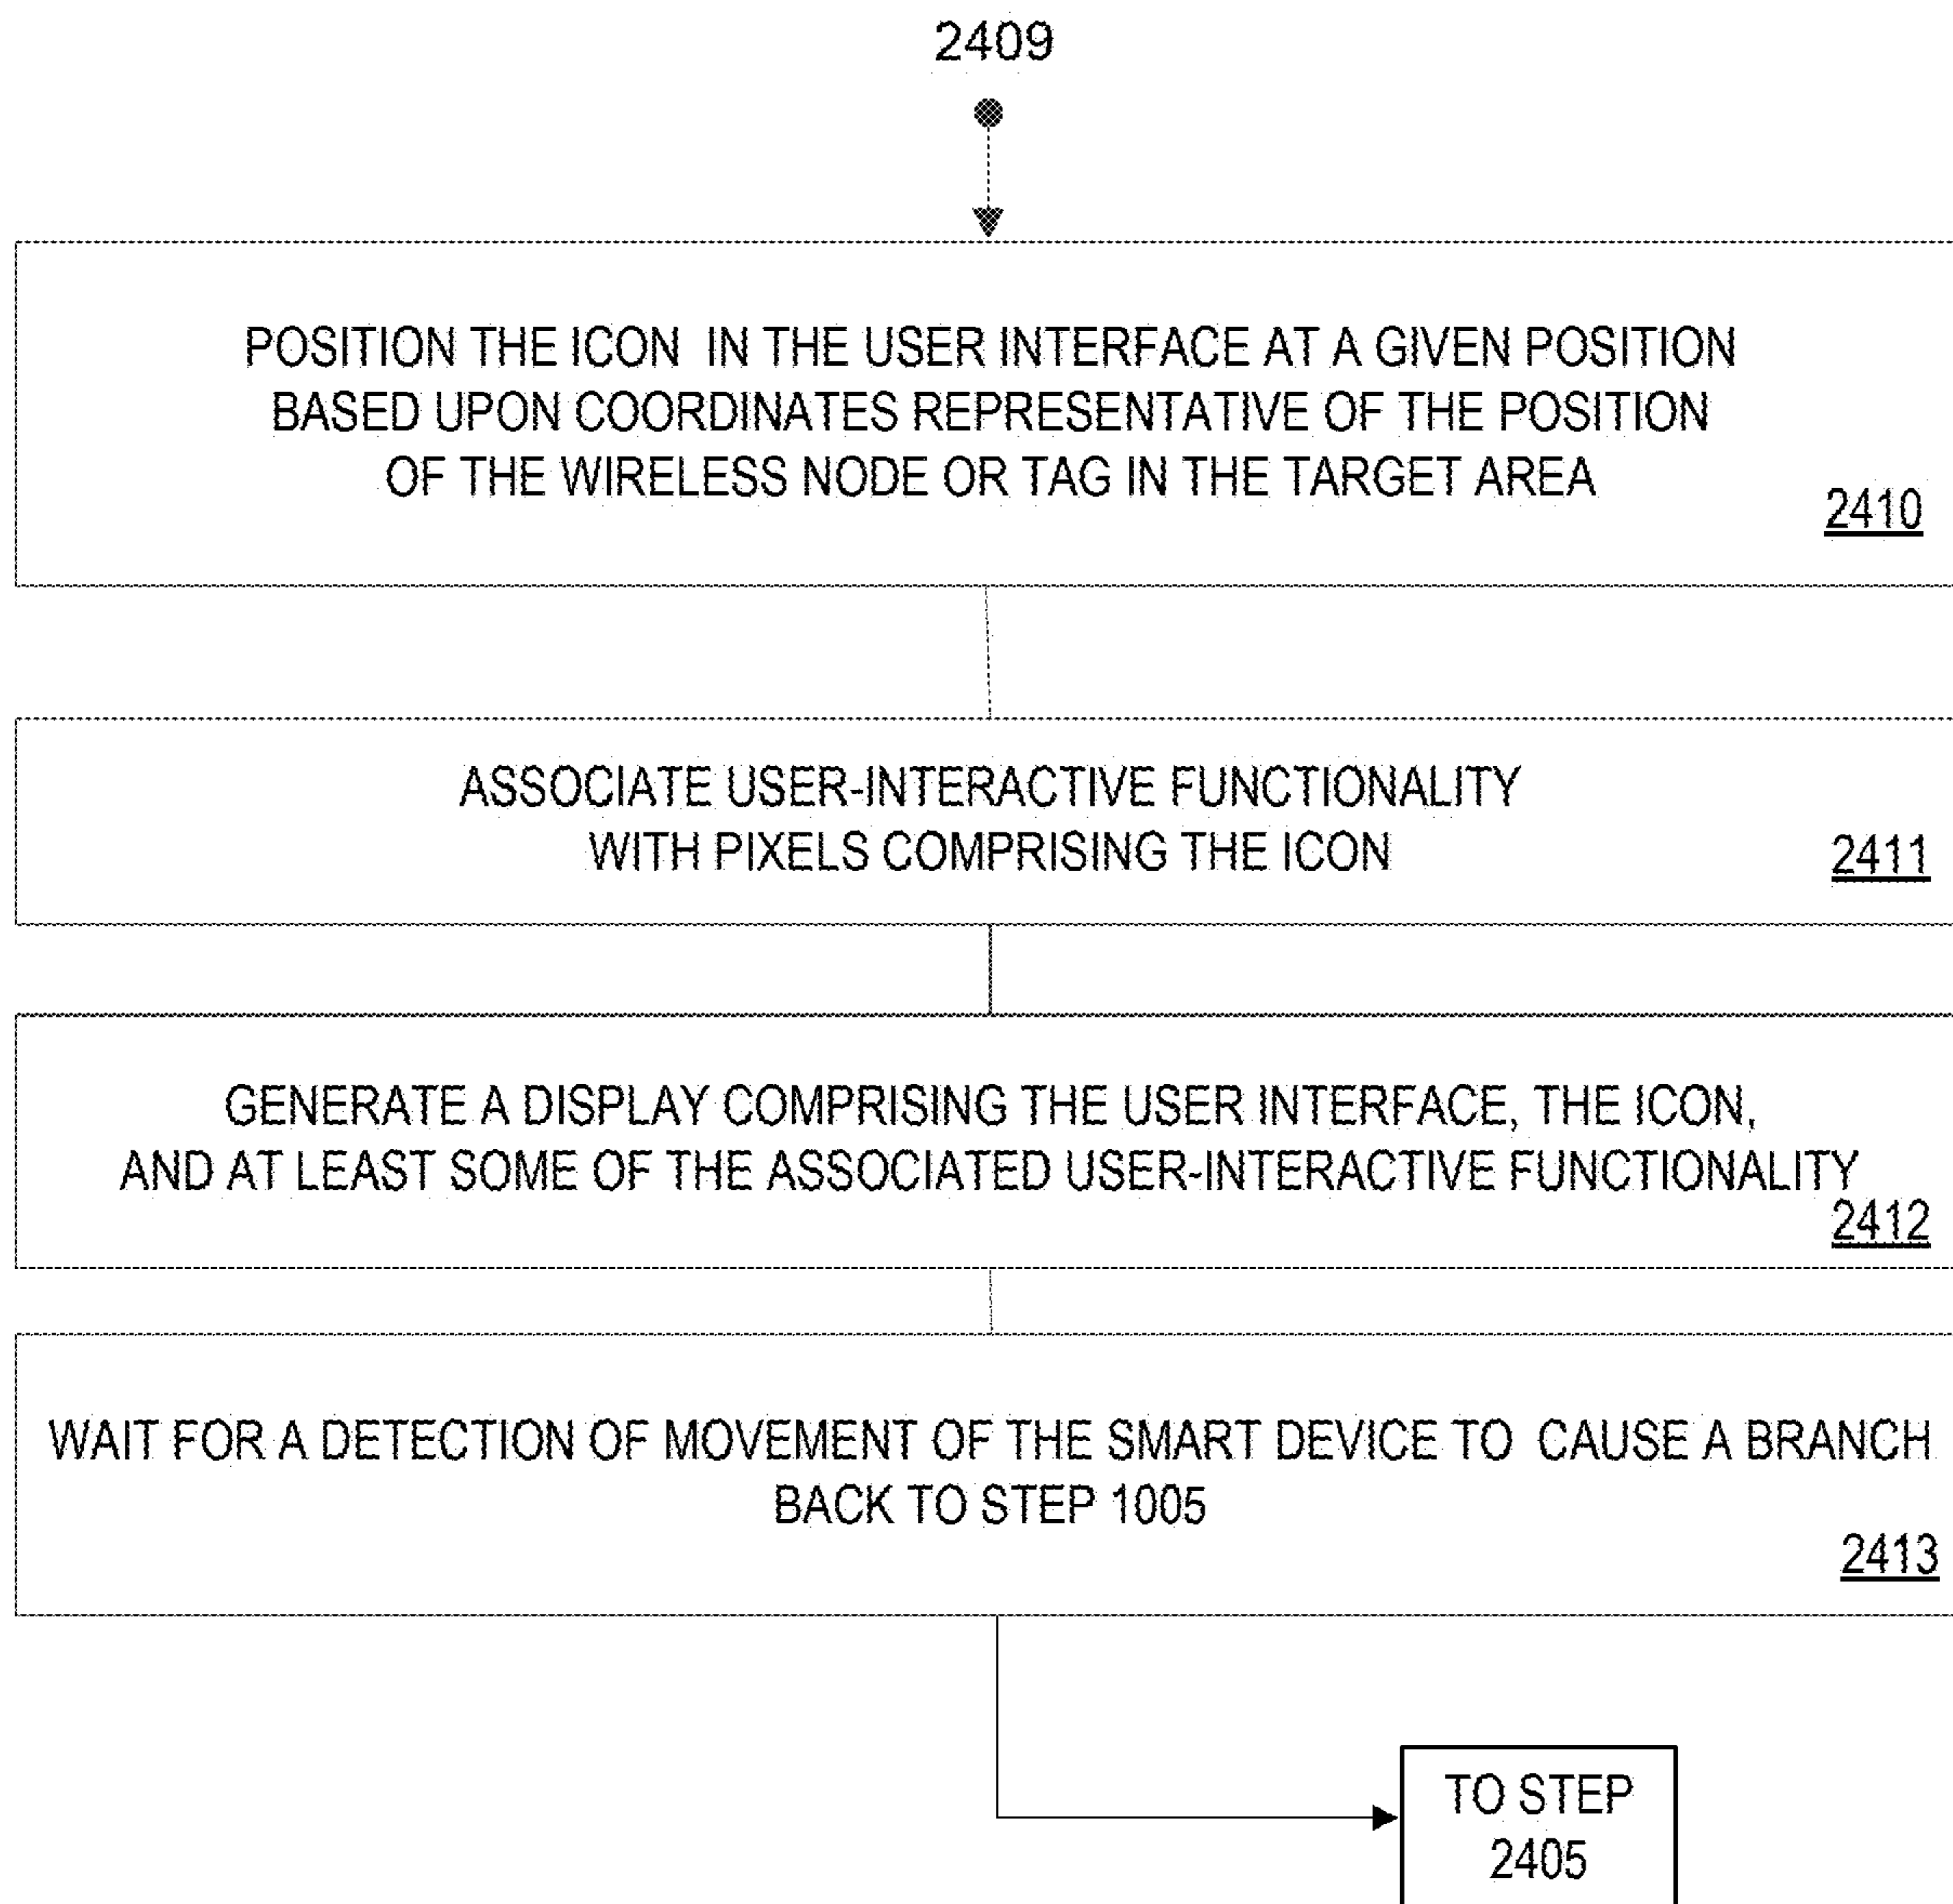 2409
POSITION THE ICON IN THE USER INTERFACE AT A GIVEN POSITION
BASED UPON COORDINATES REPRESENTATIVE OF THE POSITION
OF THE WIRELESS NODE OR TAG IN THE TARGET AREA
2410
ASSOCIATE USER-INTERACTIVE FUNCTIONALITY
WITH PIXELS COMPRISING THE ICON
2411
GENERATE A DISPLAY COMPRISING THE USER INTERFACE, THE ICON,
AND AT LEAST SOME OF THE ASSOCIATED USER-INTERACTIVE FUNCTIONALITY
2412
WAIT FOR A DETECTION OF MOVEMENT OF THE SMART DEVICE TO CAUSE A BRANCH
BACK TO STEP 1005
2413
TO STEP
2405